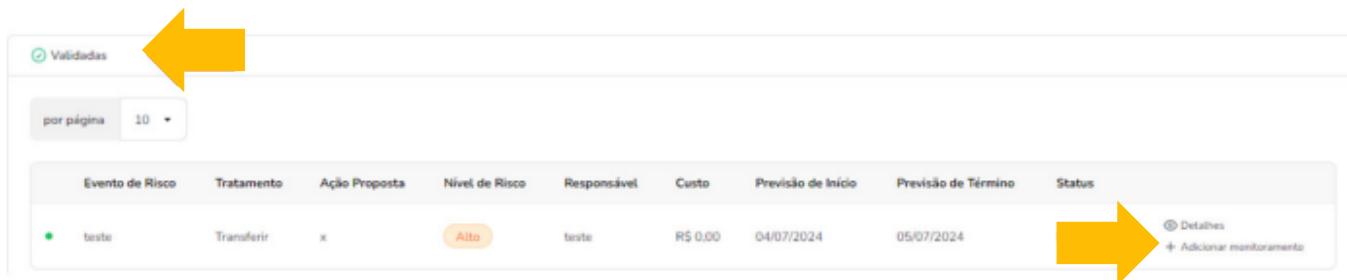 Validadas
por página 10
Evento de Risco Tratamento Ação Proposta Nível de Risco Responsável Custo Previsão de Início Previsão de Término Status
teste Transferir x Alto teste R$ 0,00 04/07/2024 05/07/2024
Detalhes
+ Adicionar monitoramento